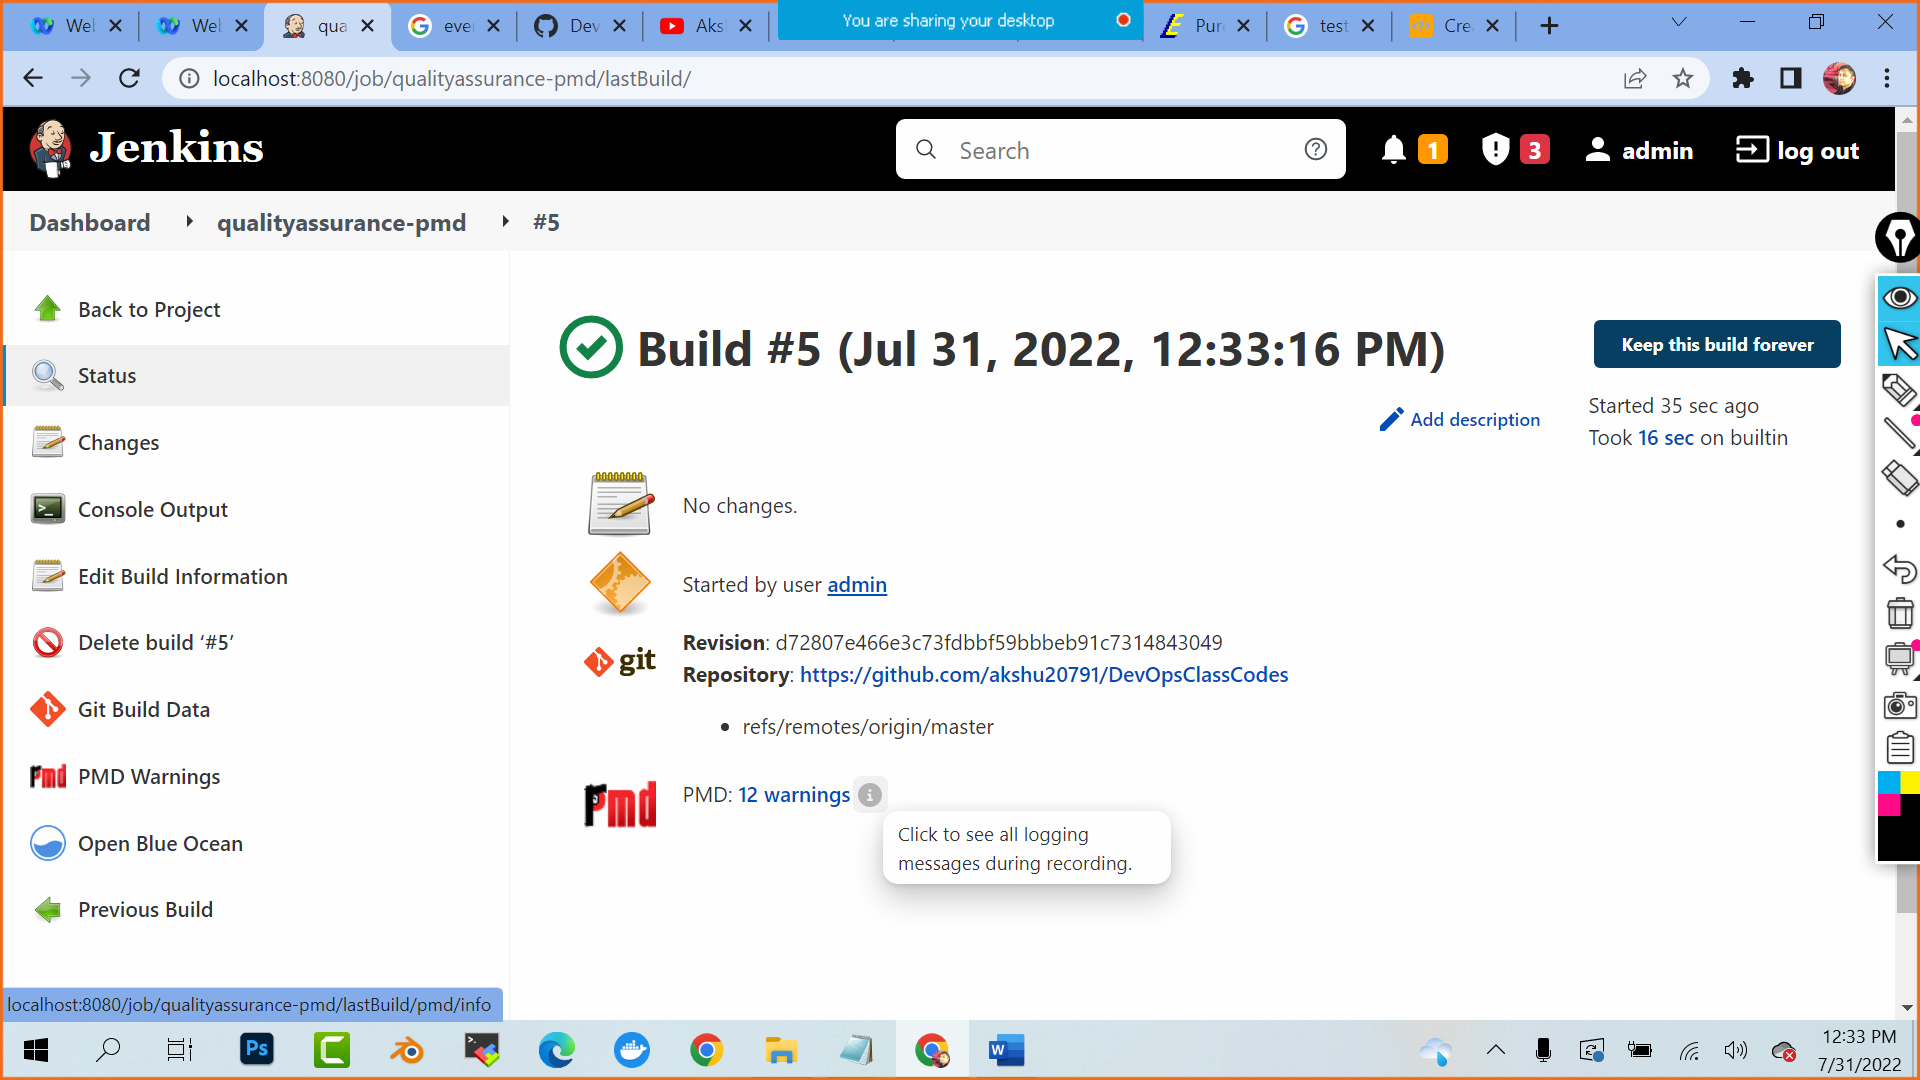 Wel
Wel
qua
eve
Dev
Aks
You are sharing your desktop
Pur
test
Cre
localhost:8080/job/qualityassurance-pmd/lastBuild/
Jenkins
Search
1
3
admin
log out
Dashboard
qualityassurance-pmd
#5
Back to Project
Status
Changes
Console Output
Edit Build Information
Delete build ‘#5’
Git Build Data
PMD Warnings
Open Blue Ocean
Previous Build
Build #5 (Jul 31, 2022, 12:33:16 PM)
Keep this build forever
Add description
Started 35 sec ago
Took 16 sec on builtin
No changes.
Started by user admin
git
Revision: d72807e466e3c73fdbbf59bbbeb91c7314843049
Repository: https://github.com/akshu20791/DevOpsClassCodes
• refs/remotes/origin/master
Pmd
PMD: 12 warnings
Click to see all logging
messages during recording.
localhost:8080/job/qualityassurance-pmd/lastBuild/pmd/info
Ps
12:33 PM
7/31/2022